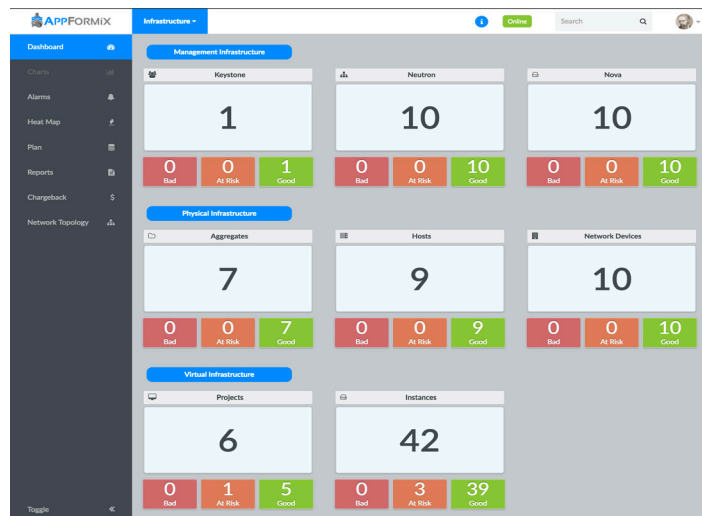 APPFORMIX
Infrastructure
i
Online
Search
Dashboard
Charts
Alarms
Heat Map
Plan
Reports
Chargeback
$
Network Topology
Toggle
Management Infrastructure
Keystone
1
0 0 1
Bad At Risk Good
Neutron
10
0 0 10
Bad At Risk Good
Nova
10
0 0 10
Bad At Risk Good
Physical Infrastructure
Aggregates
7
0 0 7
Bad At Risk Good
Hosts
9
0 0 9
Bad At Risk Good
Network Devices
10
0 0 10
Bad At Risk Good
Virtual Infrastructure
Projects
6
0 1 5
Bad At Risk Good
Instances
42
0 3 39
Bad At Risk Good